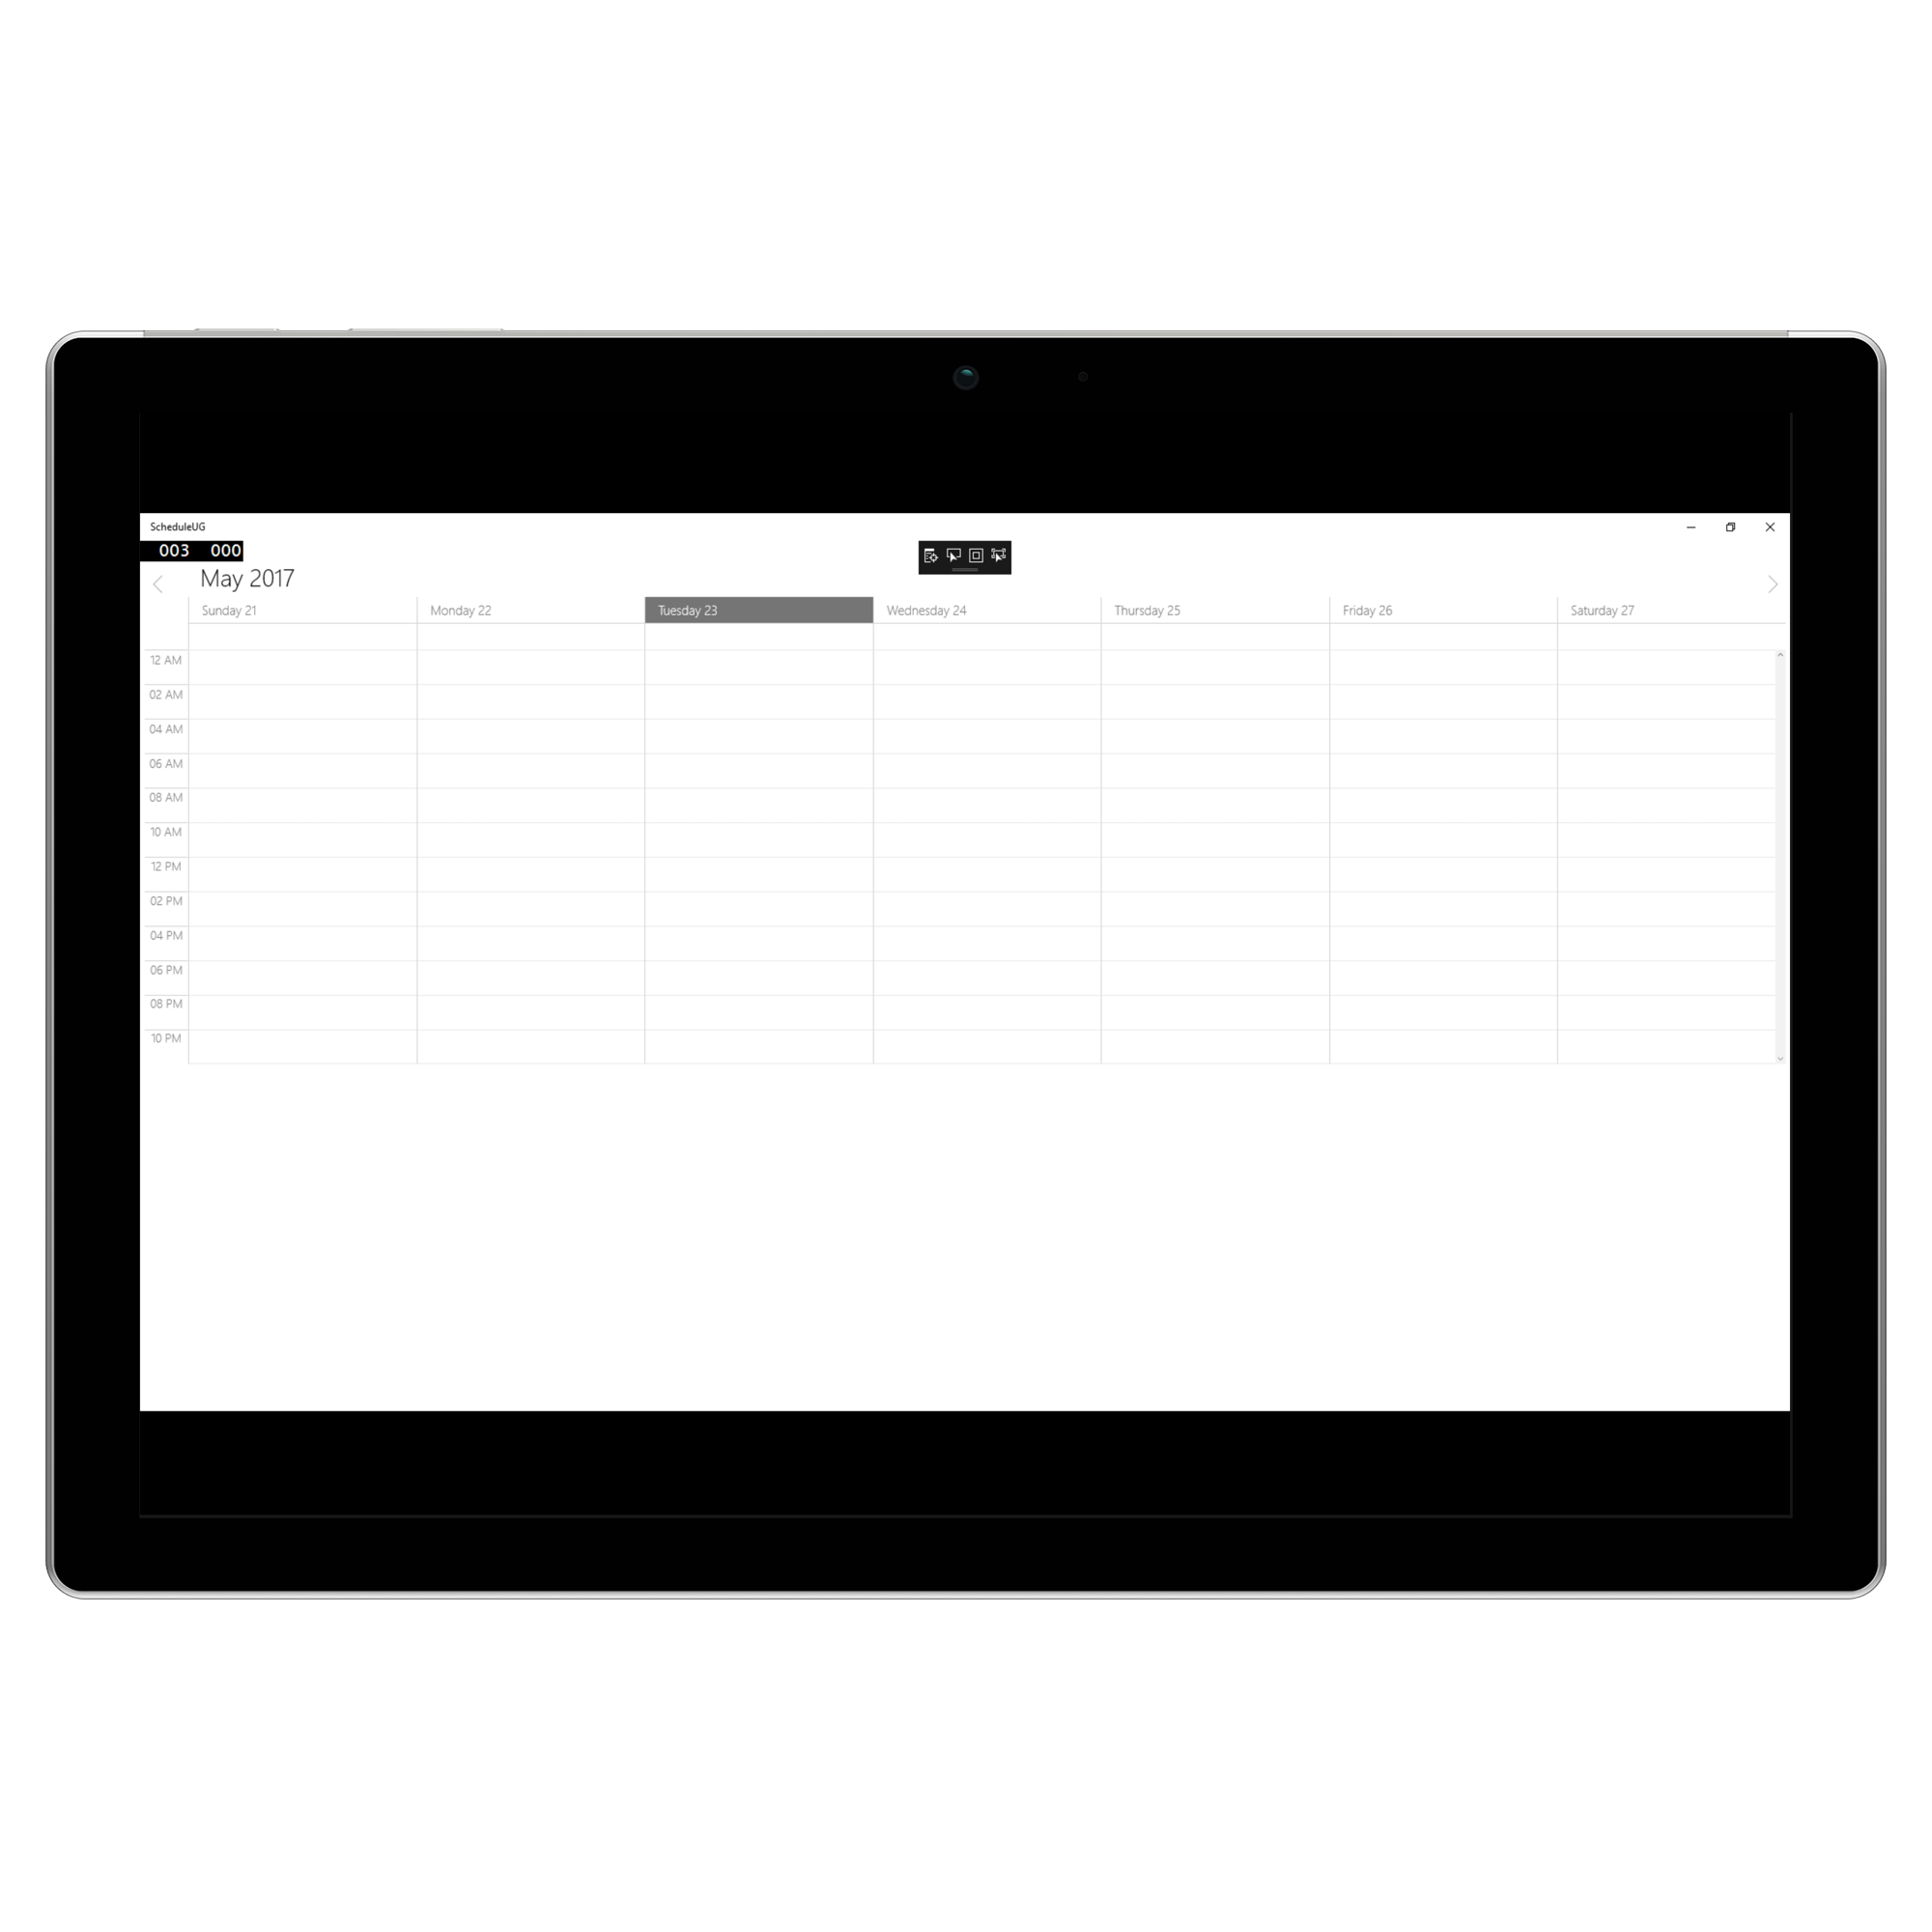 ScheduleUG
003 000
May 2017
Sunday 21 Monday 22 Tuesday 23 Wednesday 24 Thursday 25 Friday 26 Saturday 27
12 AM
02 AM
04 AM
06 AM
08 AM
10 AM
12 PM
02 PM
04 PM
06 PM
08 PM
10 PM